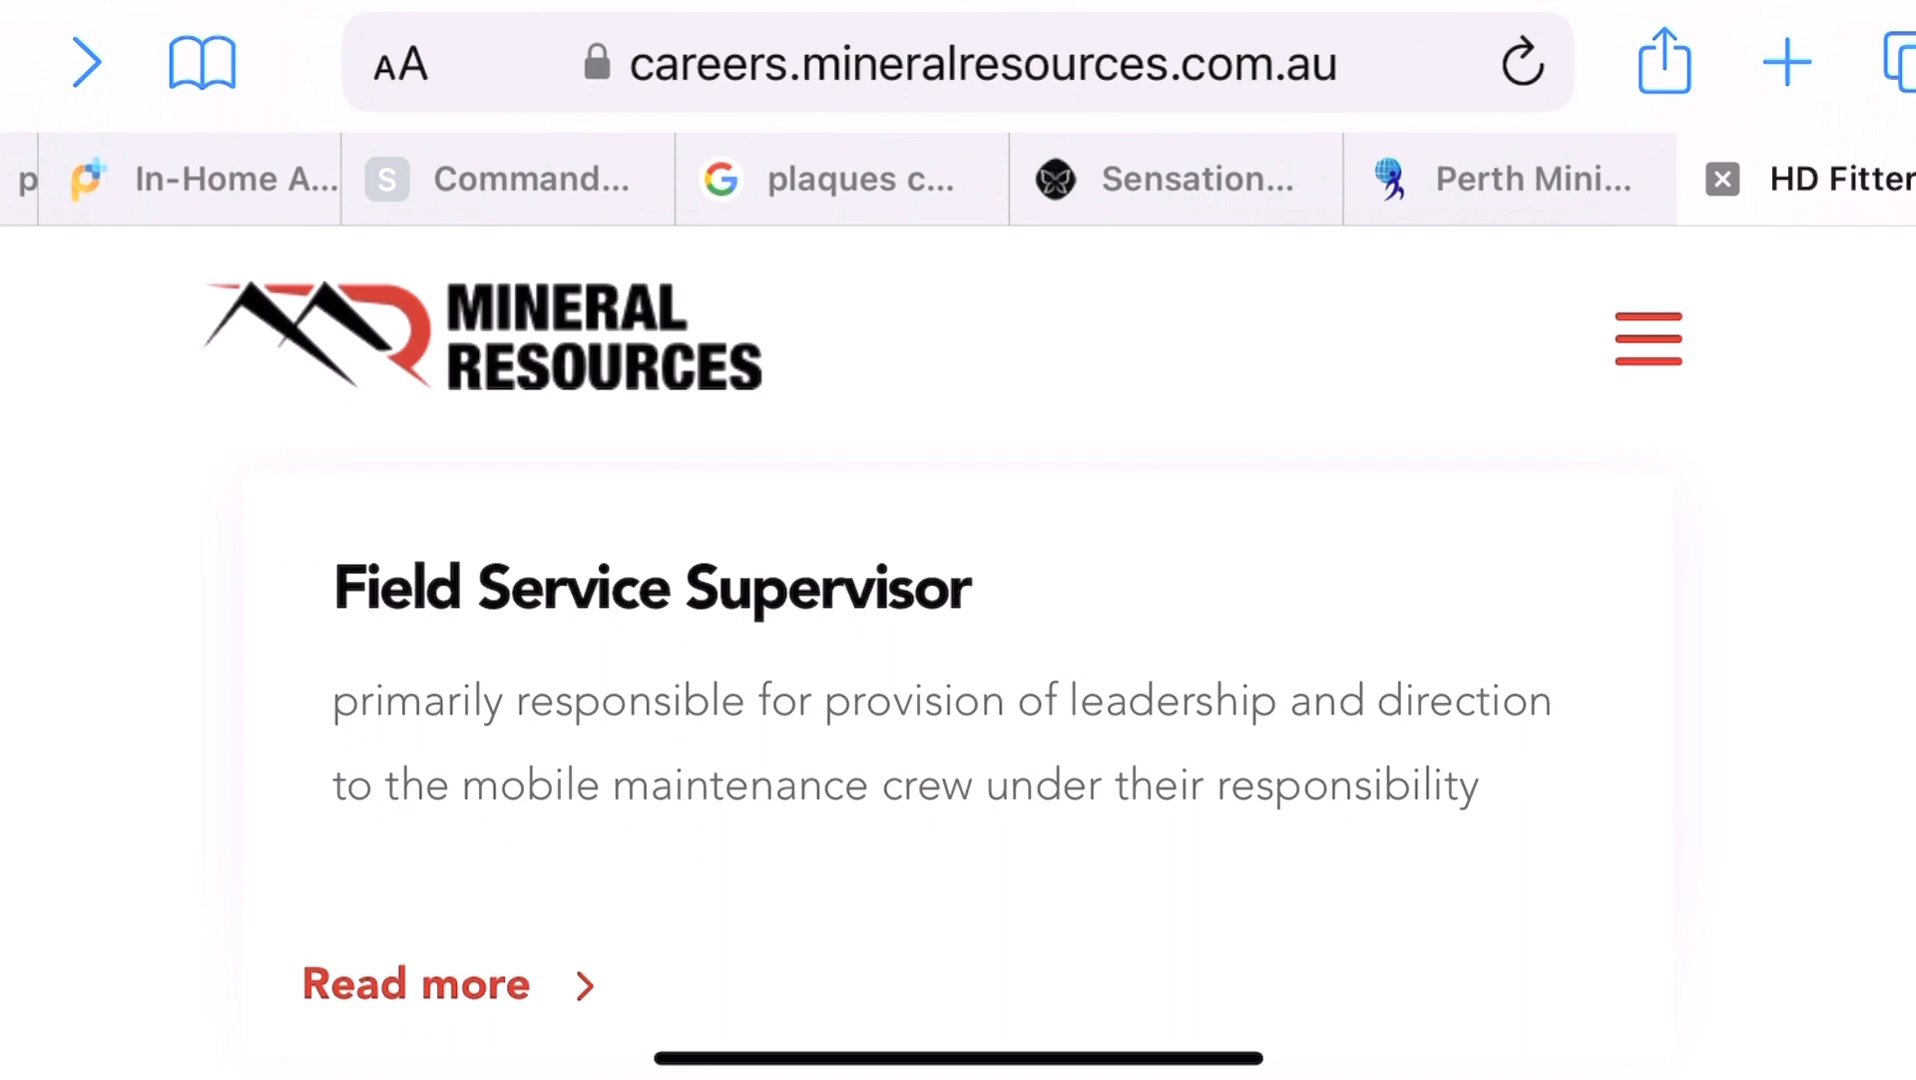 AA careers.mineralresources.com.au
p In-Home A... S Command... plaques c... Sensation... Perth Mini... HD Fitter
MINERAL
RESOURCES
Field Service Supervisor
primarily responsible for provision of leadership and direction
to the mobile maintenance crew under their responsibility
Read more